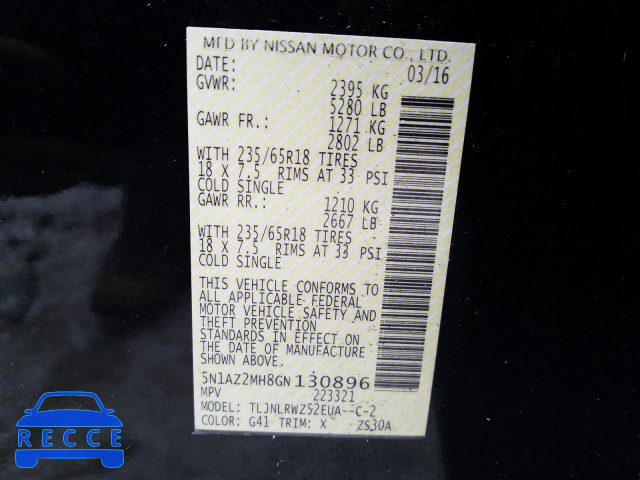 MFD BY NISSAN MOTOR CO., LTD.
DATE: 03/16
GVWR: 2395 KG
5280 LB
GAWR FR.: 1271 KG
2802 LB
WITH 235/65R18 TIRES
18 X 7.5 RIMS AT 33 PSI
COLD SINGLE
GAWR RR.: 1210 KG
2667 LB
WITH 235/65R18 TIRES
18 X 7.5 RIMS AT 33 PSI
COLD SINGLE
THIS VEHICLE CONFORMS TO
ALL APPLICABLE FEDERAL
MOTOR VEHICLE SAFETY AND
THEFT PREVENTION
STANDARDS IN EFFECT ON
THE DATE OF MANUFACTURE
SHOWN ABOVE.
5N1AZ2MH8GN130896
MPV 223321
MODEL: TLJNLRWZ52EUA--C-2
COLOR: G41 TRIM: X ZS30A
RECCE